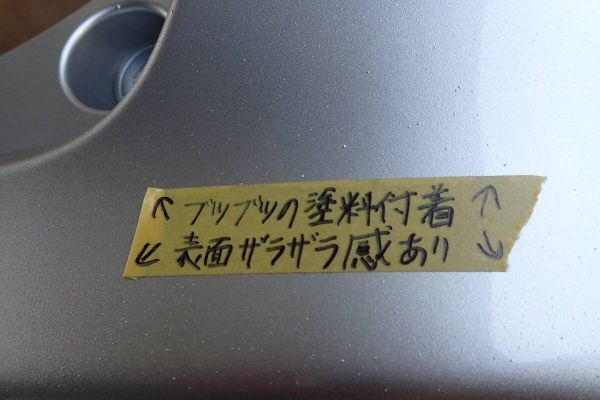 ↖ ブツブツの塗料付着 ↗
↙ 表面ザラザラ感あり ↘